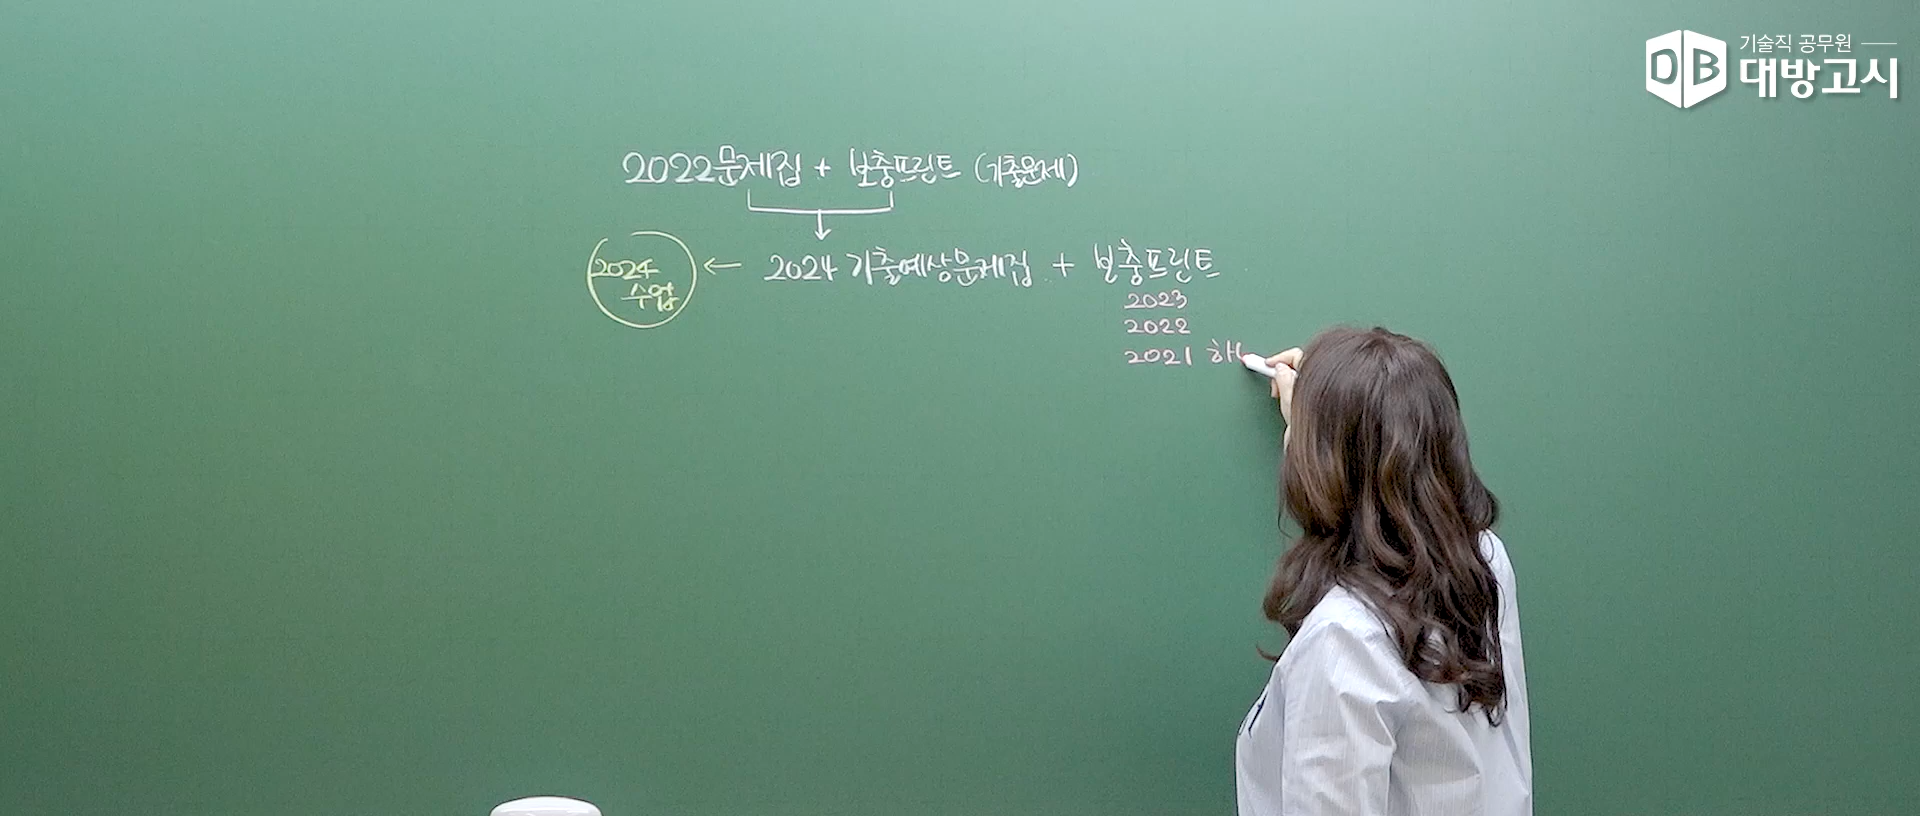 기술직 공무원
DB 대방고시
2022문제집 + 보충프린트 (기출문제)
2024 수업 ← 2024 기출예상문제집 + 보충프린트
2023
2022
2021 하